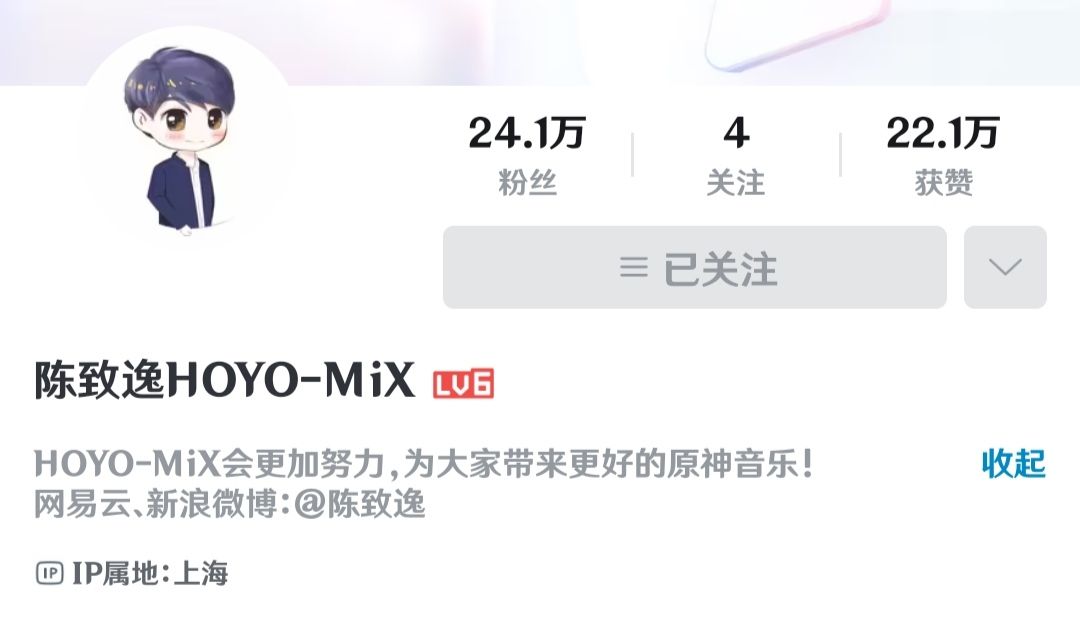 24.1万 4 22.1万
粉丝 关注 获赞
已关注
陈致逸HOYO-MiX LV6
HOYO-MiX会更加努力,为大家带来更好的原神音乐! 收起
网易云、新浪微博:@陈致逸
IP IP属地:上海